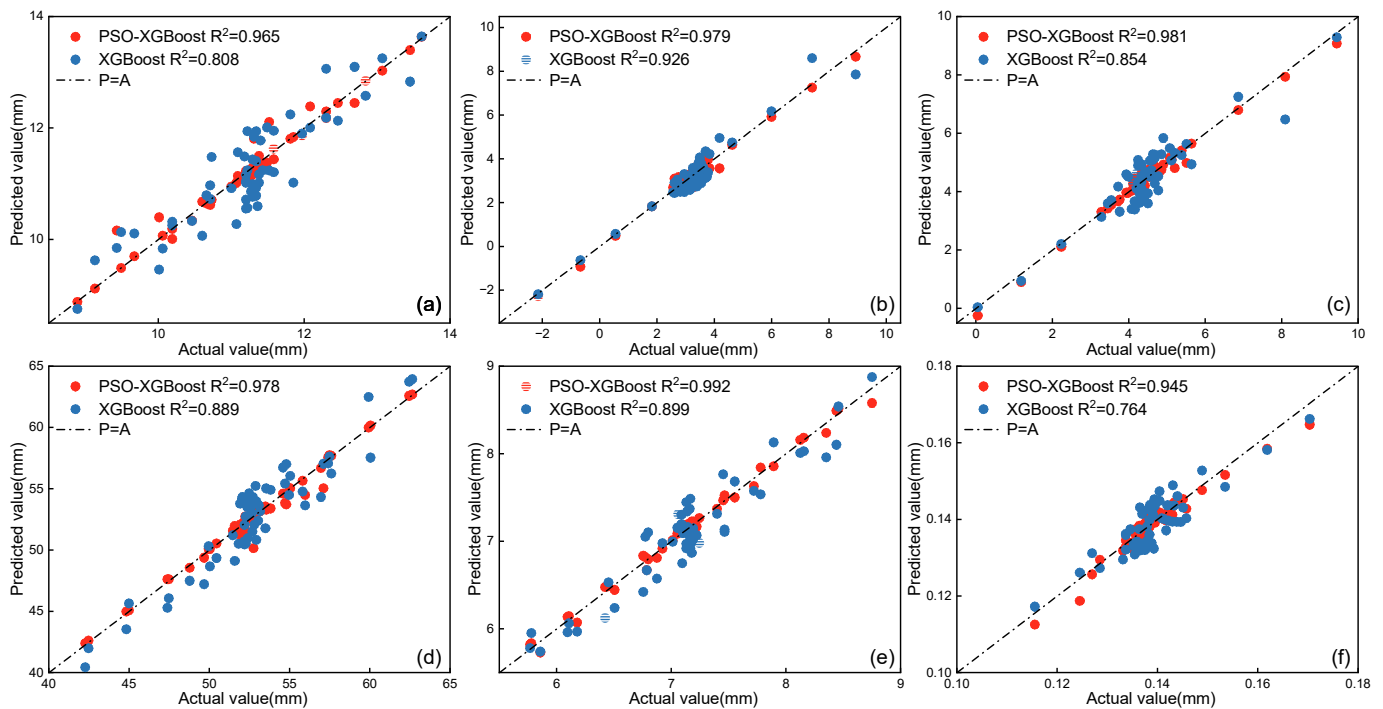 14
12
10
Predicted value(mm)
PSO-XGBoost R²=0.965
XGBoost R²=0.808
P=A
(a)
10 12 14
Actual value(mm)
10
8
6
4
2
0
−2
Predicted value(mm)
PSO-XGBoost R²=0.979
XGBoost R²=0.926
P=A
(b)
−2 0 2 4 6 8 10
Actual value(mm)
10
8
6
4
2
0
Predicted value(mm)
PSO-XGBoost R²=0.981
XGBoost R²=0.854
P=A
(c)
0 2 4 6 8 10
Actual value(mm)
65
60
55
50
45
40
Predicted value(mm)
PSO-XGBoost R²=0.978
XGBoost R²=0.889
P=A
(d)
40 45 50 55 60 65
Actual value(mm)
9
8
7
6
Predicted value(mm)
PSO-XGBoost R²=0.992
XGBoost R²=0.899
P=A
(e)
6 7 8 9
Actual value(mm)
0.18
0.16
0.14
0.12
0.10
Predicted value(mm)
PSO-XGBoost R²=0.945
XGBoost R²=0.764
P=A
(f)
0.10 0.12 0.14 0.16 0.18
Actual value(mm)